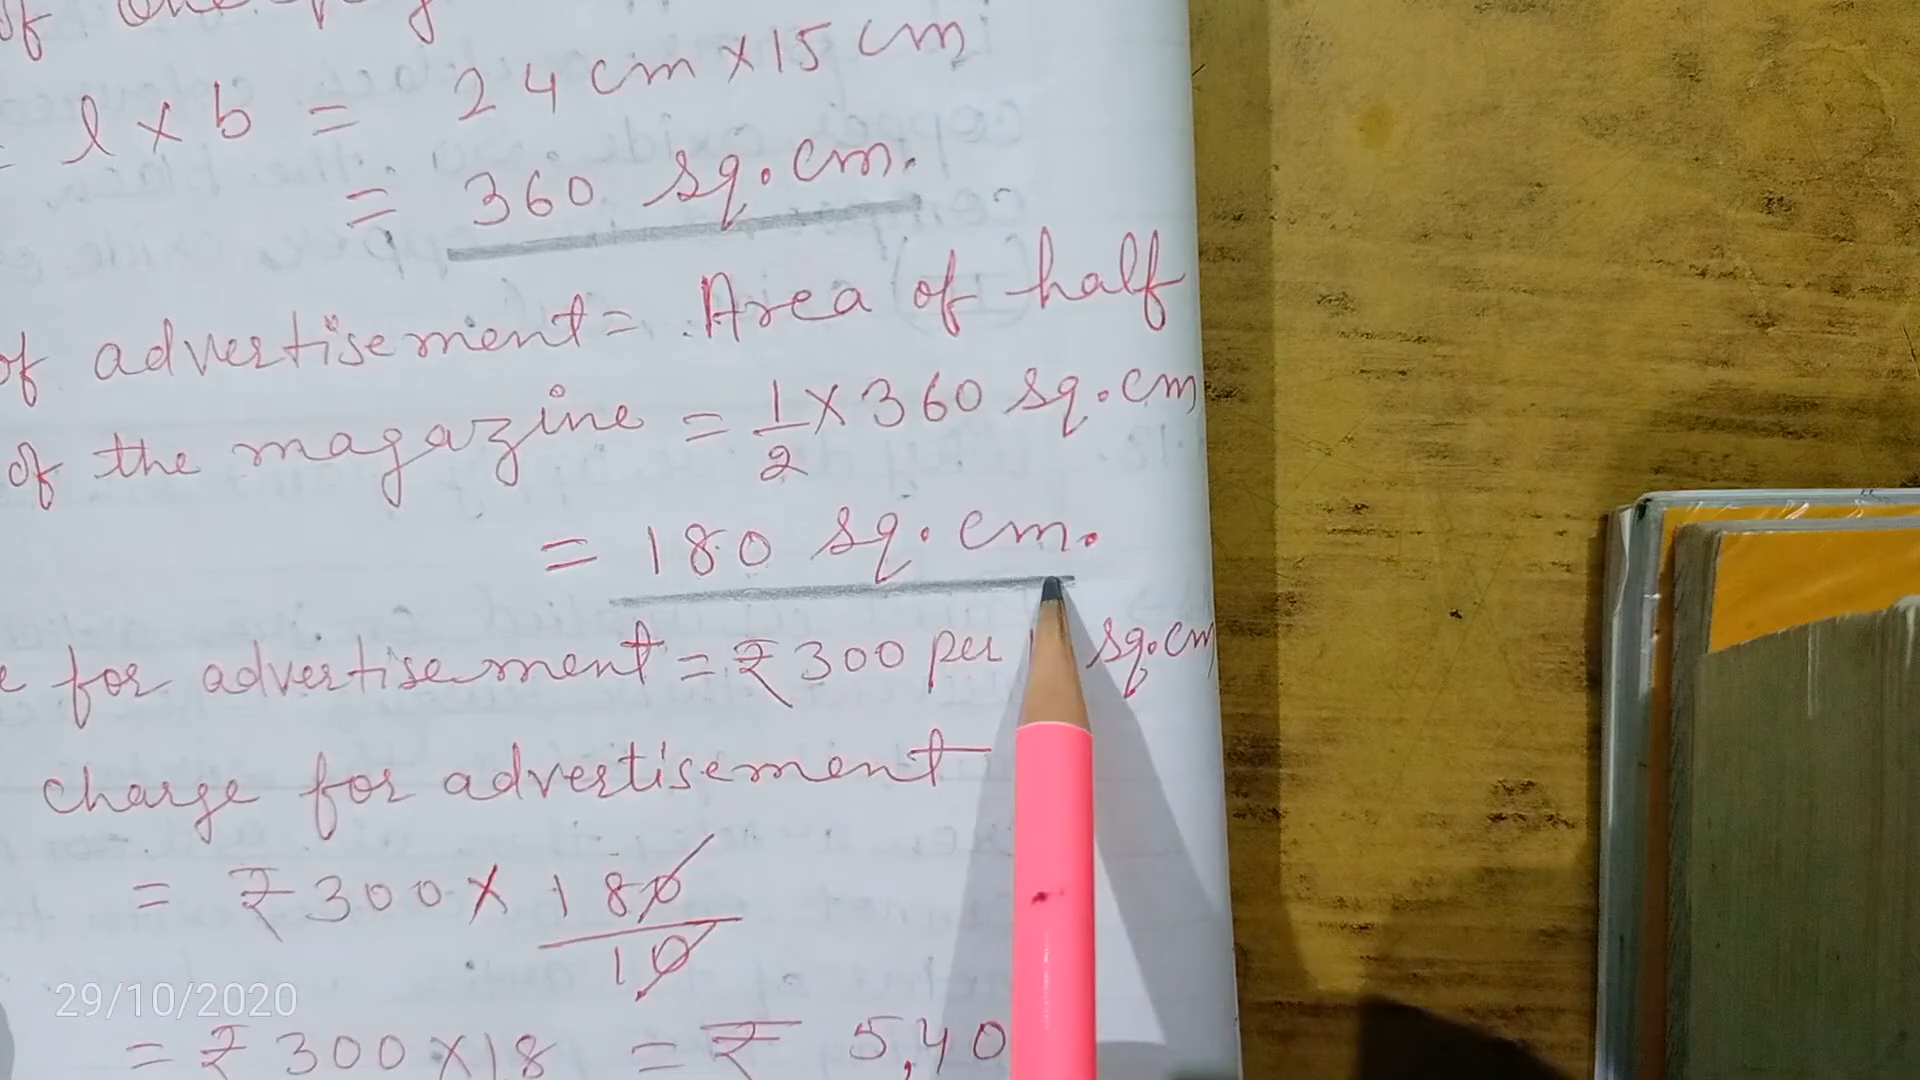 of one
= l × b = 24 cm × 15 cm
= 360 sq. cm.
of advertisement = Area of half
of the magazine = 1/2 × 360 sq. cm
= 180 sq. cm.
e for advertisement = ₹ 300 per sq. cm
charge for advertisement
= ₹ 300 × 180/10
= ₹ 300 × 18 = ₹ 5,40
29/10/2020